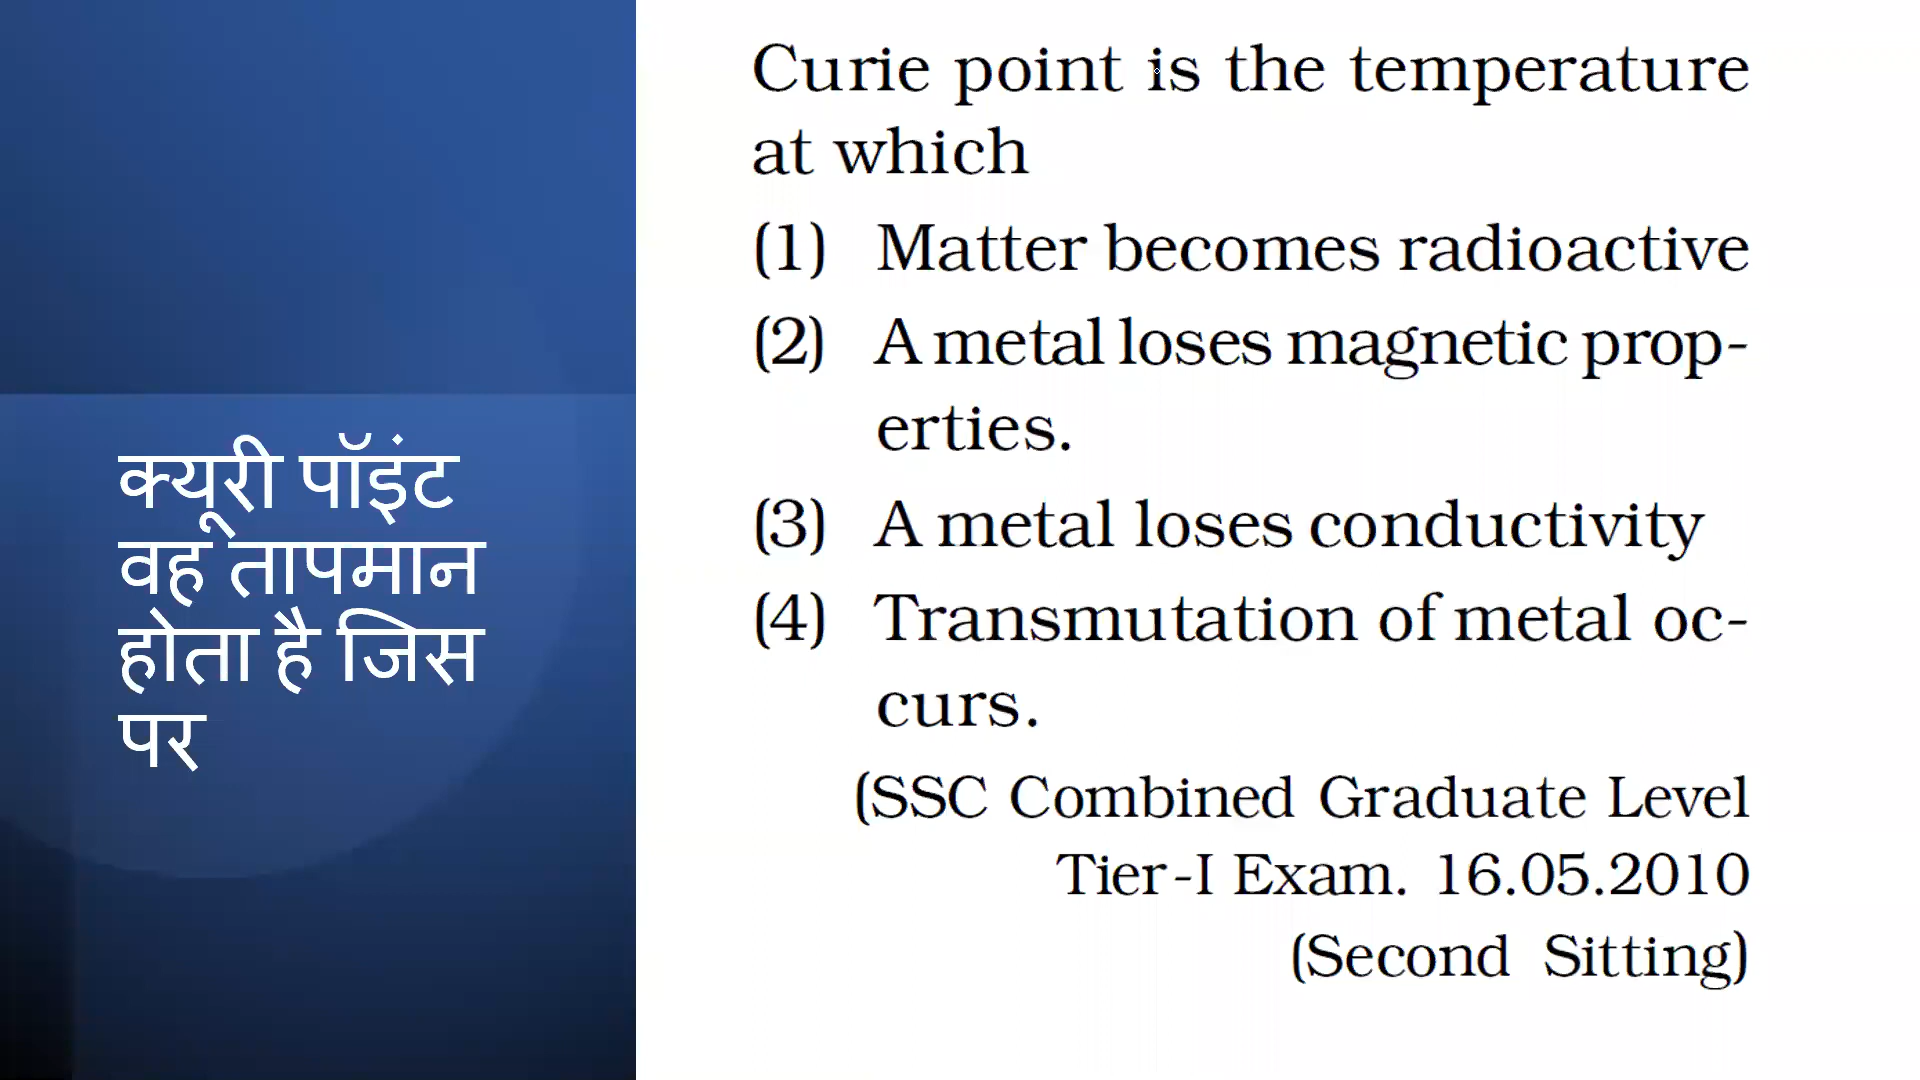 क्यूरी पॉइंट
वह तापमान
होता है जिस
पर
Curie point is the temperature
at which
(1) Matter becomes radioactive
(2) A metal loses magnetic prop-
erties.
(3) A metal loses conductivity
(4) Transmutation of metal oc-
curs.
(SSC Combined Graduate Level
Tier-I Exam. 16.05.2010
(Second Sitting)